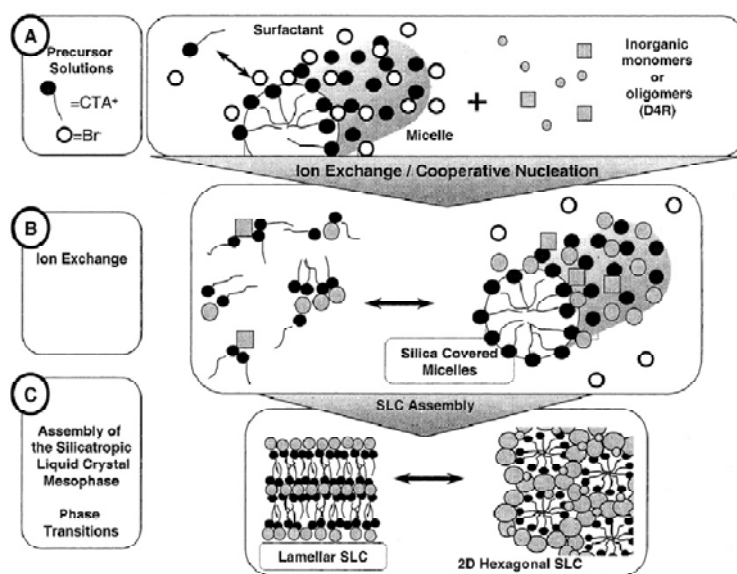 A
Precursor
Solutions
=CTA+
=Br
Surfactant
Micelle
+
Inorganic
monomers
or
oligomers
(D4R)
Ion Exchange / Cooperative Nucleation
B
Ion Exchange
Silica Covered
Micelles
C
SLC Assembly
Assembly of
the Silicatropic
Liquid Crystal
Mesophase
Phase
Transitions
Lamellar SLC
2D Hexagonal SLC